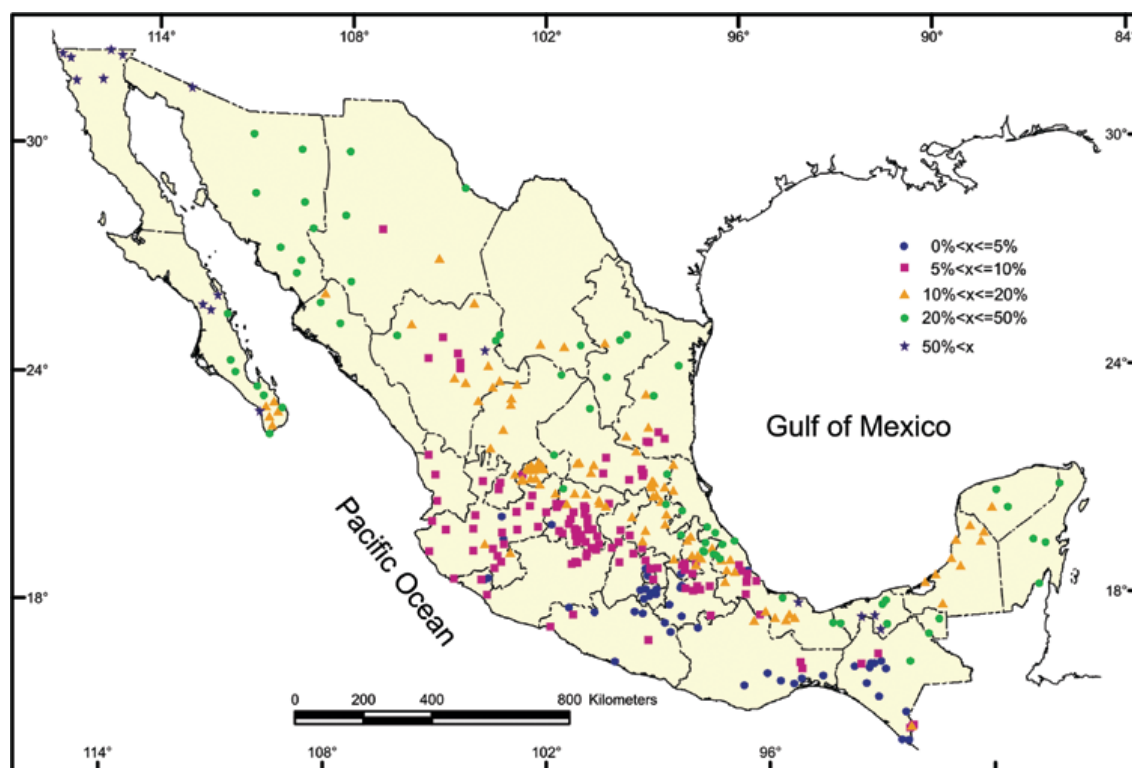 114° 108° 102° 96° 90° 84°
30° 30°
0%<x<=5%
5%<x<=10%
10%<x<=20%
20%<x<=50%
50%<x
24° 24°
Gulf of Mexico
Pacific Ocean
18° 18°
0 200 400 800 Kilometers
114° 108° 102° 96°